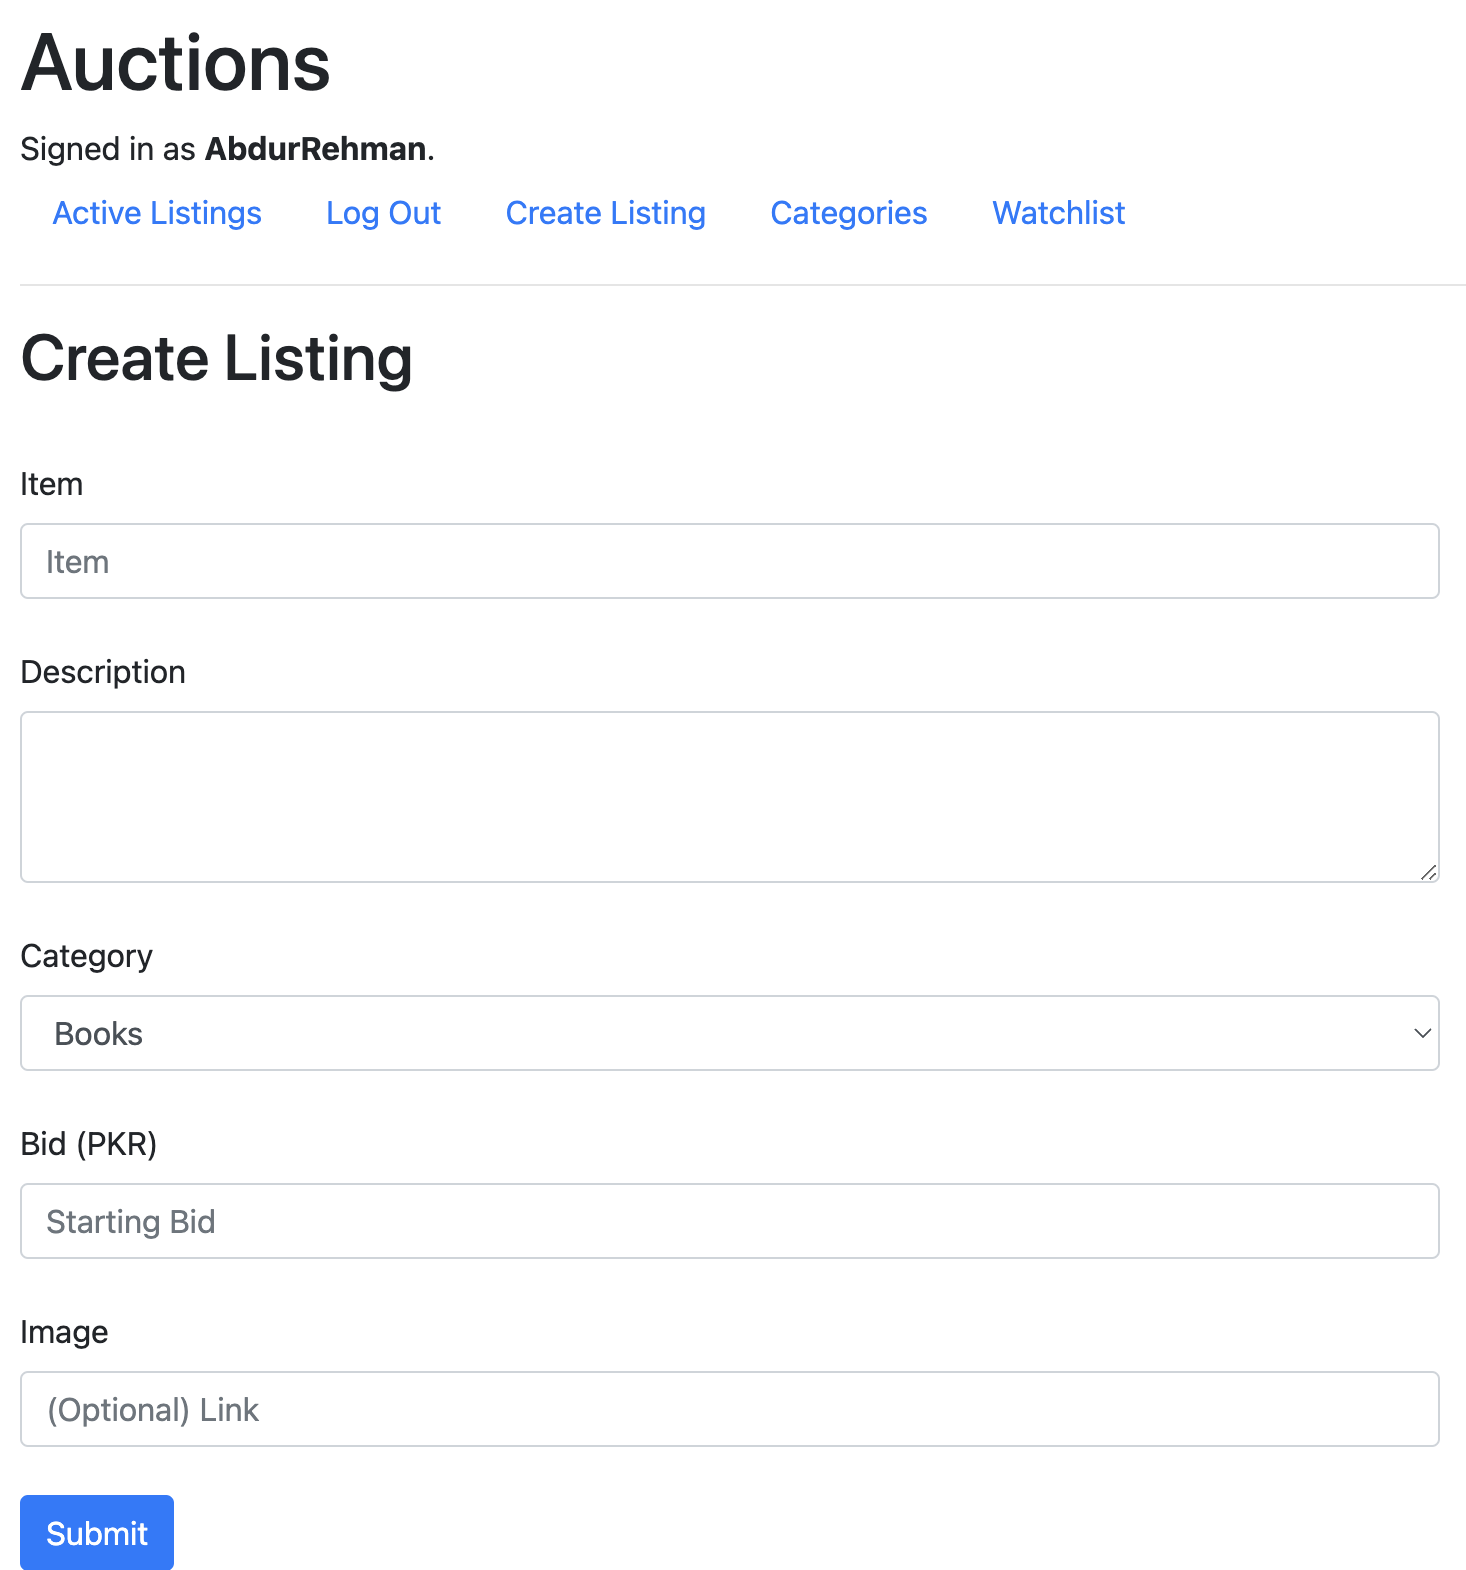 Auctions
Signed in as AbdurRehman.
Active Listings Log Out Create Listing Categories Watchlist
Create Listing
Item
Item
Description
Category
Books
Bid (PKR)
Starting Bid
Image
(Optional) Link
Submit